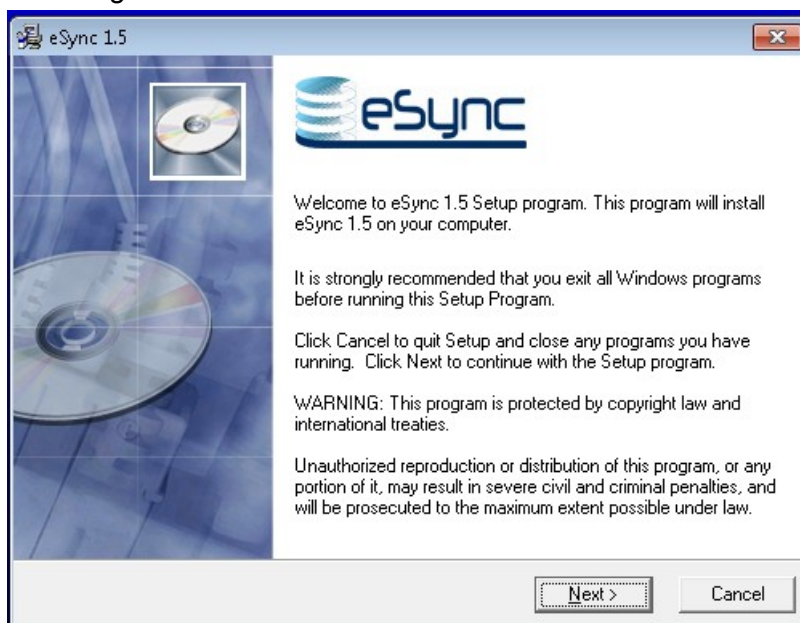 eSync 1.5
eSync
Welcome to eSync 1.5 Setup program. This program will install
eSync 1.5 on your computer.
It is strongly recommended that you exit all Windows programs
before running this Setup Program.
Click Cancel to quit Setup and close any programs you have
running. Click Next to continue with the Setup program.
WARNING: This program is protected by copyright law and
international treaties.
Unauthorized reproduction or distribution of this program, or any
portion of it, may result in severe civil and criminal penalties, and
will be prosecuted to the maximum extent possible under law.
Next >
Cancel